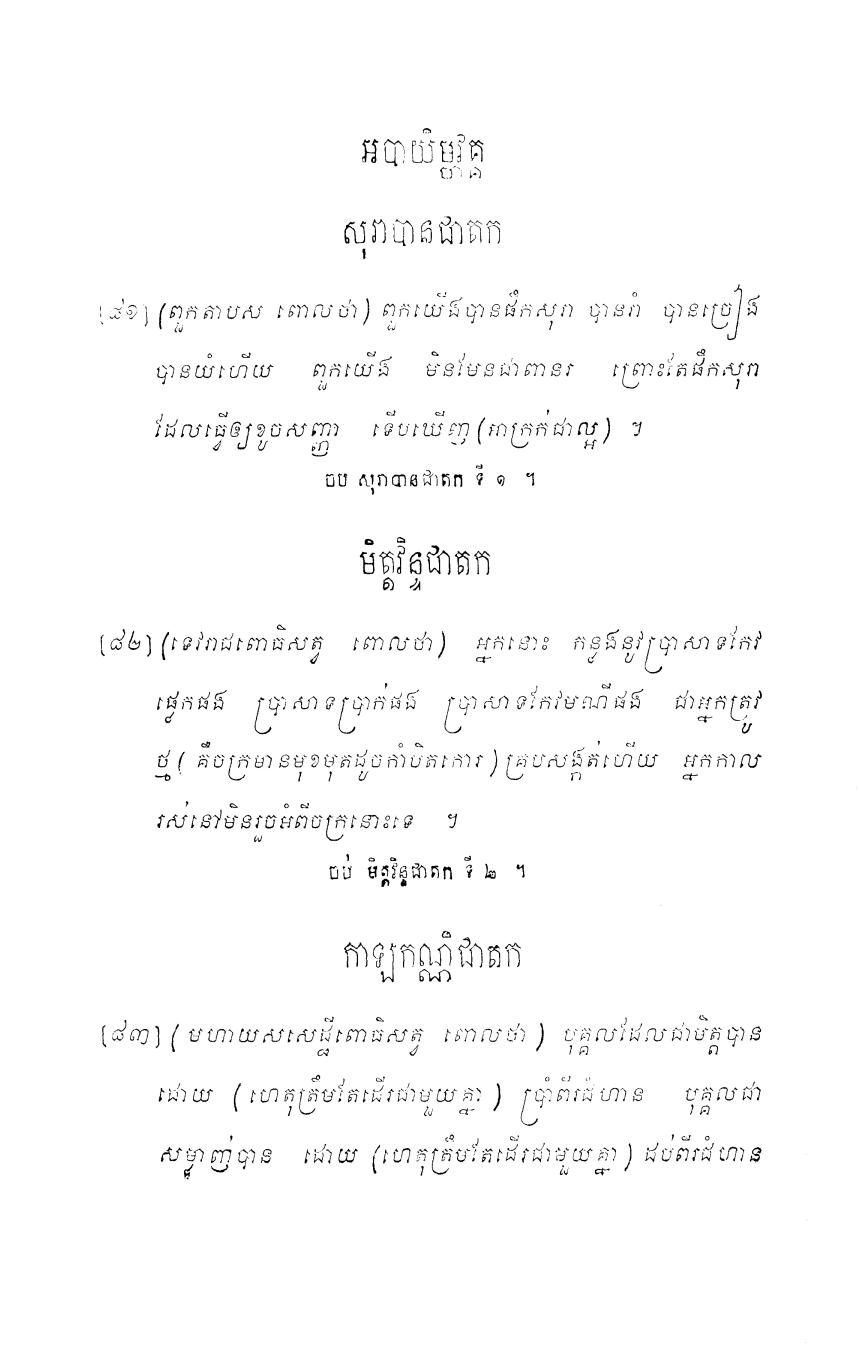 អបាយិម្ហវគ្គ
សុរាបានជាតក
[៨១] (ពួកតាបស ពោលថា) ពួកយើងបានផឹកសុរា បានរាំ បានច្រៀង
បានយំហើយ ពួកយើង មិនមែនជាពានរ ព្រោះតែផឹកសុរា
ដែលធ្វើឲ្យខូចសញ្ញា ទើបឃើញ (អាក្រក់ជាល្អ) ។
ចប សុរាបានជាតក ទី ១ ។
មិត្តវិន្ទជាតក
[៨២] (ទេវរាជពោធិសត្វ ពោលថា) អ្នកនោះ កន្លងនូវប្រាសាទកែវ
ផ្លេកផង ប្រាសាទប្រាក់ផង ប្រាសាទកែវមណីផង ជាអ្នកត្រូវ
ថ្ម ( គឺចក្រមានមុខមុតដូចកាំបិតកោរ) គ្របសង្កត់ហើយ អ្នកកាល
រស់នៅមិនរួចអំពីចក្រនោះទេ ។
ចប់ មិត្តវិន្ទជាតក ទី ២ ។
កាឡកណ្ណិជាតក
[៨៣] ( មហាយសសេដ្ឋីពោធិសត្វ ពោលថា ) បុគ្គលដែលជាមិត្តបាន
ដោយ (ហេតុត្រឹមតែដើរជាមួយគ្នា ) ប្រាំពីរជំហាន បុគ្គលជា
សម្លាញ់បាន ដោយ (ហេតុត្រឹមតែដើរជាមួយគ្នា ) ដប់ពីរជំហាន